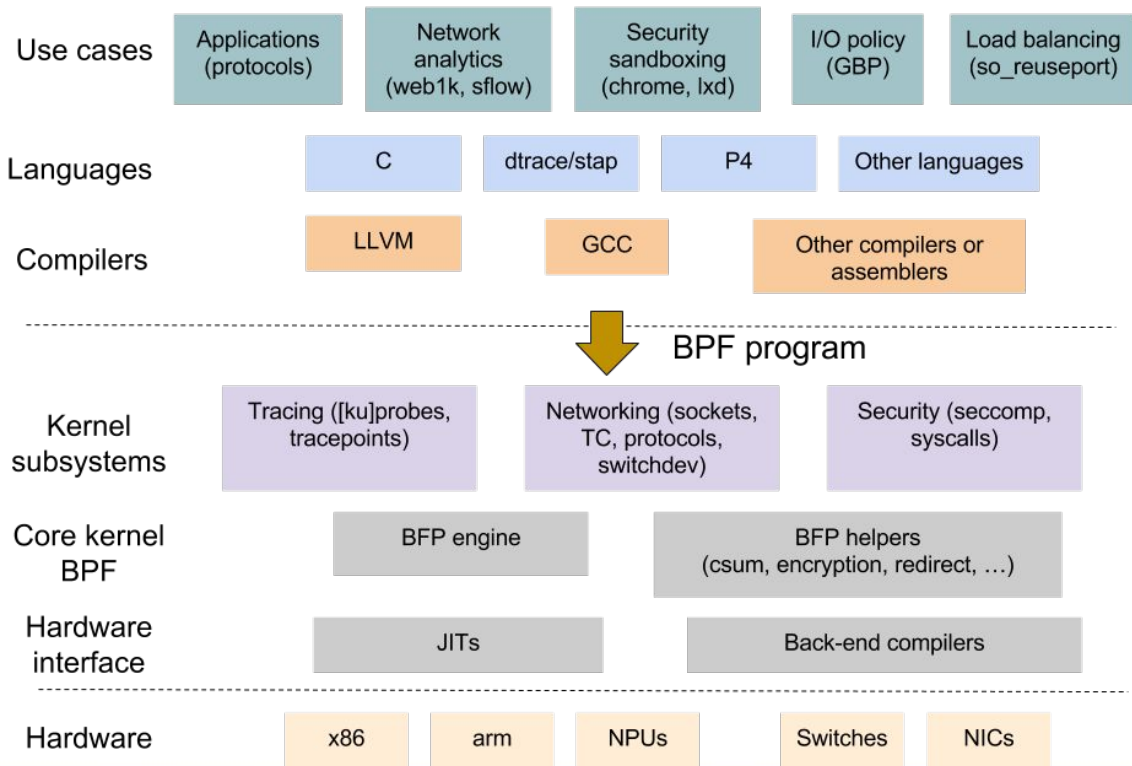 Use cases
Applications
(protocols)
Network
analytics
(web1k, sflow)
Security
sandboxing
(chrome, lxd)
I/O policy
(GBP)
Load balancing
(so_reuseport)
Languages
C
dtrace/stap
P4
Other languages
Compilers
LLVM
GCC
Other compilers or
assemblers
BPF program
Kernel
subsystems
Tracing ([ku]probes,
tracepoints)
Networking (sockets,
TC, protocols,
switchdev)
Security (seccomp,
syscalls)
Core kernel
BPF
BFP engine
BFP helpers
(csum, encryption, redirect, …)
Hardware
interface
JITs
Back-end compilers
Hardware
x86
arm
NPUs
Switches
NICs